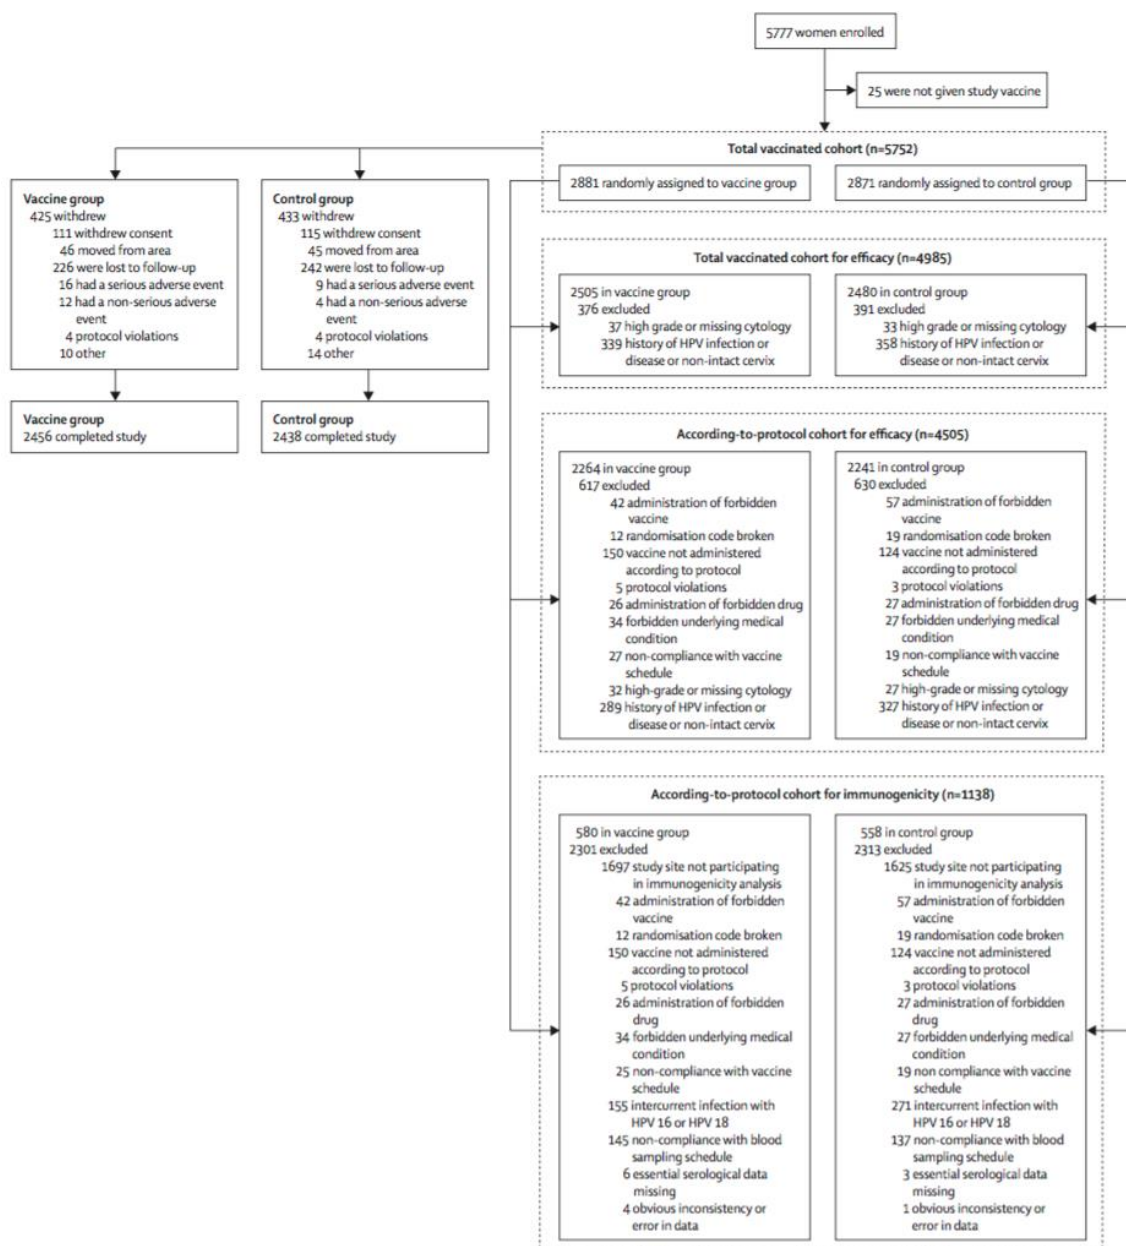 5777 women enrolled
25 were not given study vaccine
Total vaccinated cohort (n=5752)
2881 randomly assigned to vaccine group
2871 randomly assigned to control group
Vaccine group
425 withdrew
111 withdrew consent
46 moved from area
226 were lost to follow-up
16 had a serious adverse event
12 had a non-serious adverse
event
4 protocol violations
10 other
Control group
433 withdrew
115 withdrew consent
45 moved from area
242 were lost to follow-up
9 had a serious adverse event
4 had a non-serious adverse
event
4 protocol violations
14 other
Vaccine group
2456 completed study
Control group
2438 completed study
Total vaccinated cohort for efficacy (n=4985)
2505 in vaccine group
376 excluded
37 high grade or missing cytology
339 history of HPV infection or
disease or non-intact cervix
2480 in control group
391 excluded
33 high grade or missing cytology
358 history of HPV infection or
disease or non-intact cervix
According-to-protocol cohort for efficacy (n=4505)
2264 in vaccine group
617 excluded
42 administration of forbidden
vaccine
12 randomisation code broken
150 vaccine not administered
according to protocol
5 protocol violations
26 administration of forbidden drug
34 forbidden underlying medical
condition
27 non-compliance with vaccine
schedule
32 high-grade or missing cytology
289 history of HPV infection or
disease or non-intact cervix
2241 in control group
630 excluded
57 administration of forbidden
vaccine
19 randomisation code broken
124 vaccine not administered
according to protocol
3 protocol violations
27 administration of forbidden drug
27 forbidden underlying medical
condition
19 non-compliance with vaccine
schedule
27 high-grade or missing cytology
327 history of HPV infection or
disease or non-intact cervix
According-to-protocol cohort for immunogenicity (n=1138)
580 in vaccine group
2301 excluded
1697 study site not participating
in immunogenicity analysis
42 administration of forbidden
vaccine
12 randomisation code broken
150 vaccine not administered
according to protocol
5 protocol violations
26 administration of forbidden
drug
34 forbidden underlying medical
condition
25 non-compliance with vaccine
schedule
155 intercurrent infection with
HPV 16 or HPV 18
145 non-compliance with blood
sampling schedule
6 essential serological data
missing
4 obvious inconsistency or
error in data
558 in control group
2313 excluded
1625 study site not participating
in immunogenicity analysis
57 administration of forbidden
vaccine
19 randomisation code broken
124 vaccine not administered
according to protocol
3 protocol violations
27 administration of forbidden
drug
27 forbidden underlying medical
condition
19 non compliance with vaccine
schedule
271 intercurrent infection with
HPV 16 or HPV 18
137 non-compliance with blood
sampling schedule
3 essential serological data
missing
1 obvious inconsistency or
error in data